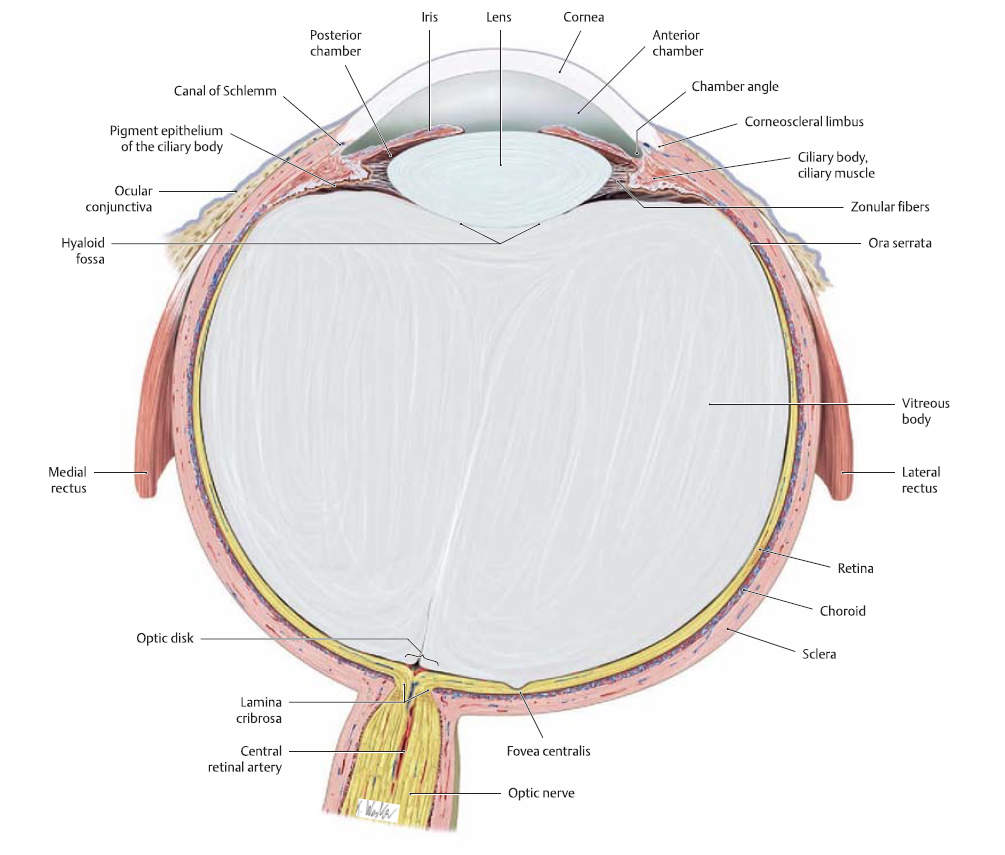 Iris
Lens
Cornea
Posterior
chamber
Anterior
chamber
Canal of Schlemm
Chamber angle
Pigment epithelium
of the ciliary body
Corneoscleral limbus
Ciliary body,
ciliary muscle
Ocular
conjunctiva
Zonular fibers
Hyaloid
fossa
Ora serrata
Vitreous
body
Medial
rectus
Lateral
rectus
Retina
Choroid
Optic disk
Sclera
Lamina
cribrosa
Central
retinal artery
Fovea centralis
Optic nerve